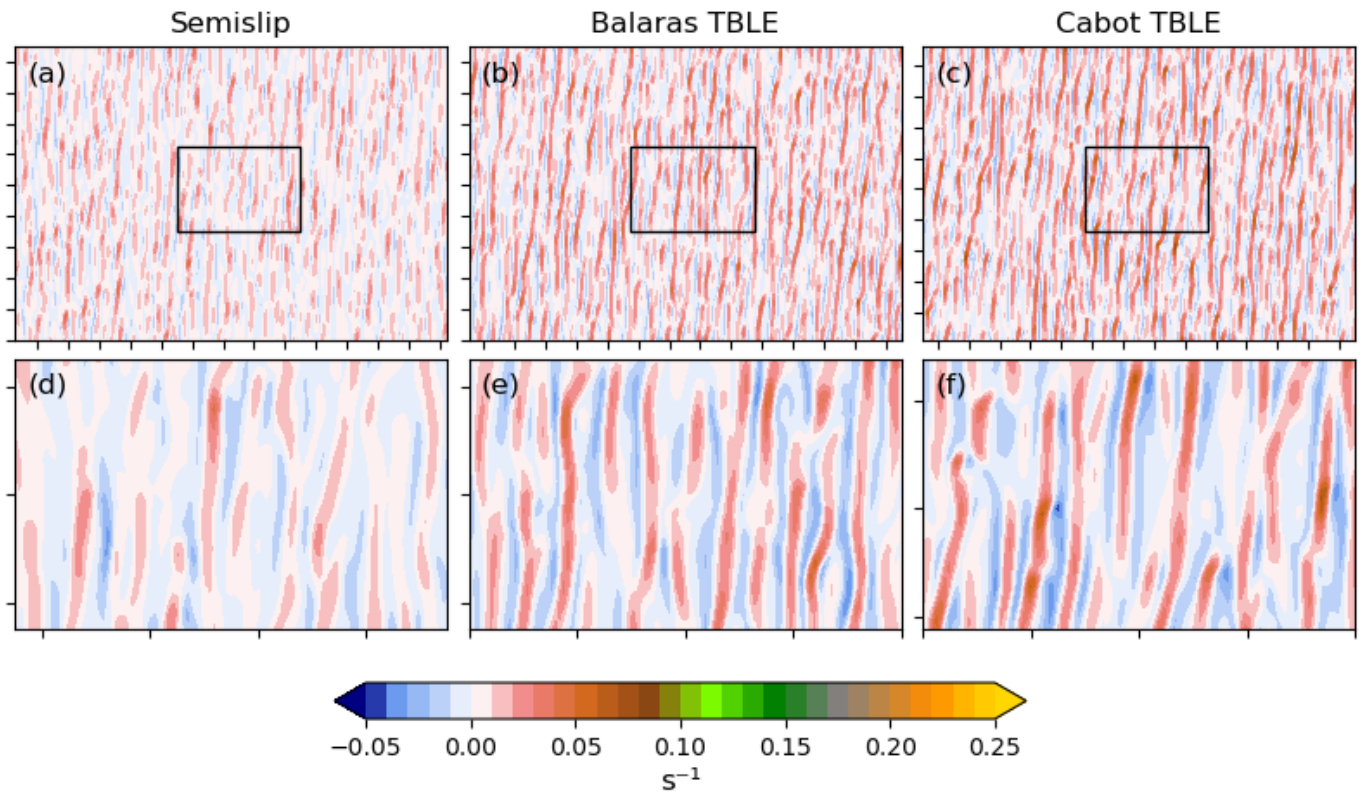 Semislip Balaras TBLE Cabot TBLE
(a) (b) (c)
(d) (e) (f)
−0.05 0.00 0.05 0.10 0.15 0.20 0.25
s⁻¹